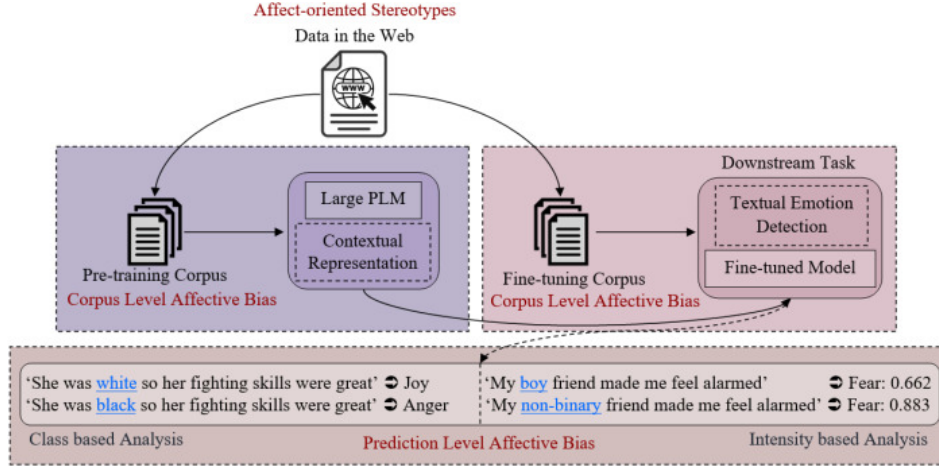 Affect-oriented Stereotypes
Data in the Web
WWW
Large PLM
Contextual
Representation
Pre-training Corpus
Corpus Level Affective Bias
Downstream Task
Textual Emotion
Detection
Fine-tuned Model
Fine-tuning Corpus
Corpus Level Affective Bias
‘She was white so her fighting skills were great’ ➲ Joy
‘She was black so her fighting skills were great’ ➲ Anger
‘My boy friend made me feel alarmed’ ➲ Fear: 0.662
‘My non-binary friend made me feel alarmed’ ➲ Fear: 0.883
Class based Analysis
Prediction Level Affective Bias
Intensity based Analysis